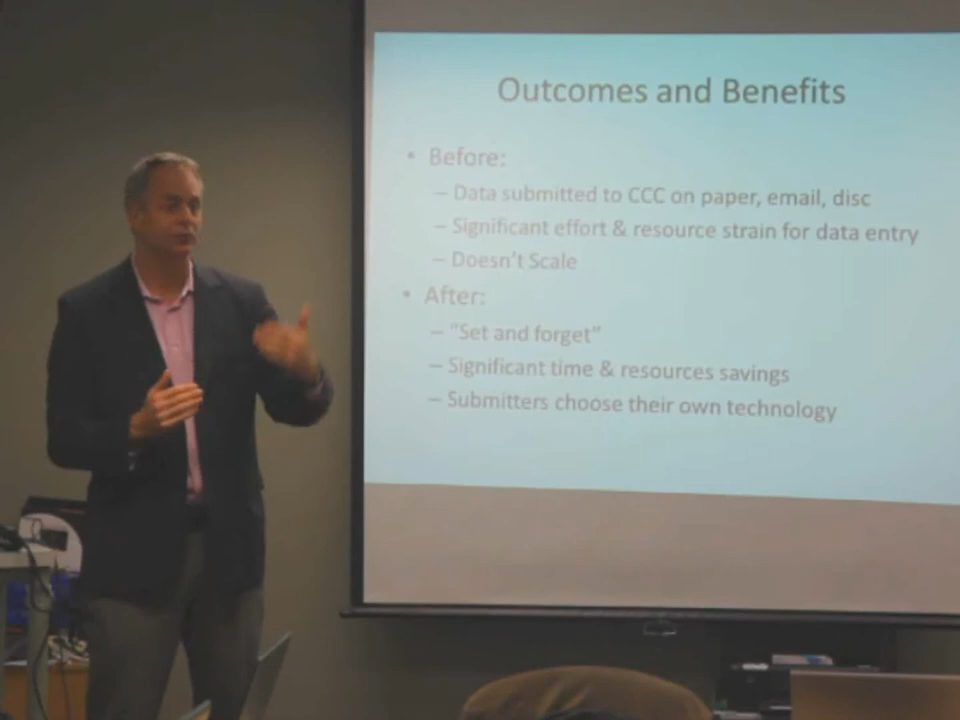 Outcomes and Benefits
• Before:
– Data submitted to CCC on paper, email, disc
– Significant effort & resource strain for data entry
– Doesn't Scale
• After:
– "Set and forget"
– Significant time & resources savings
– Submitters choose their own technology